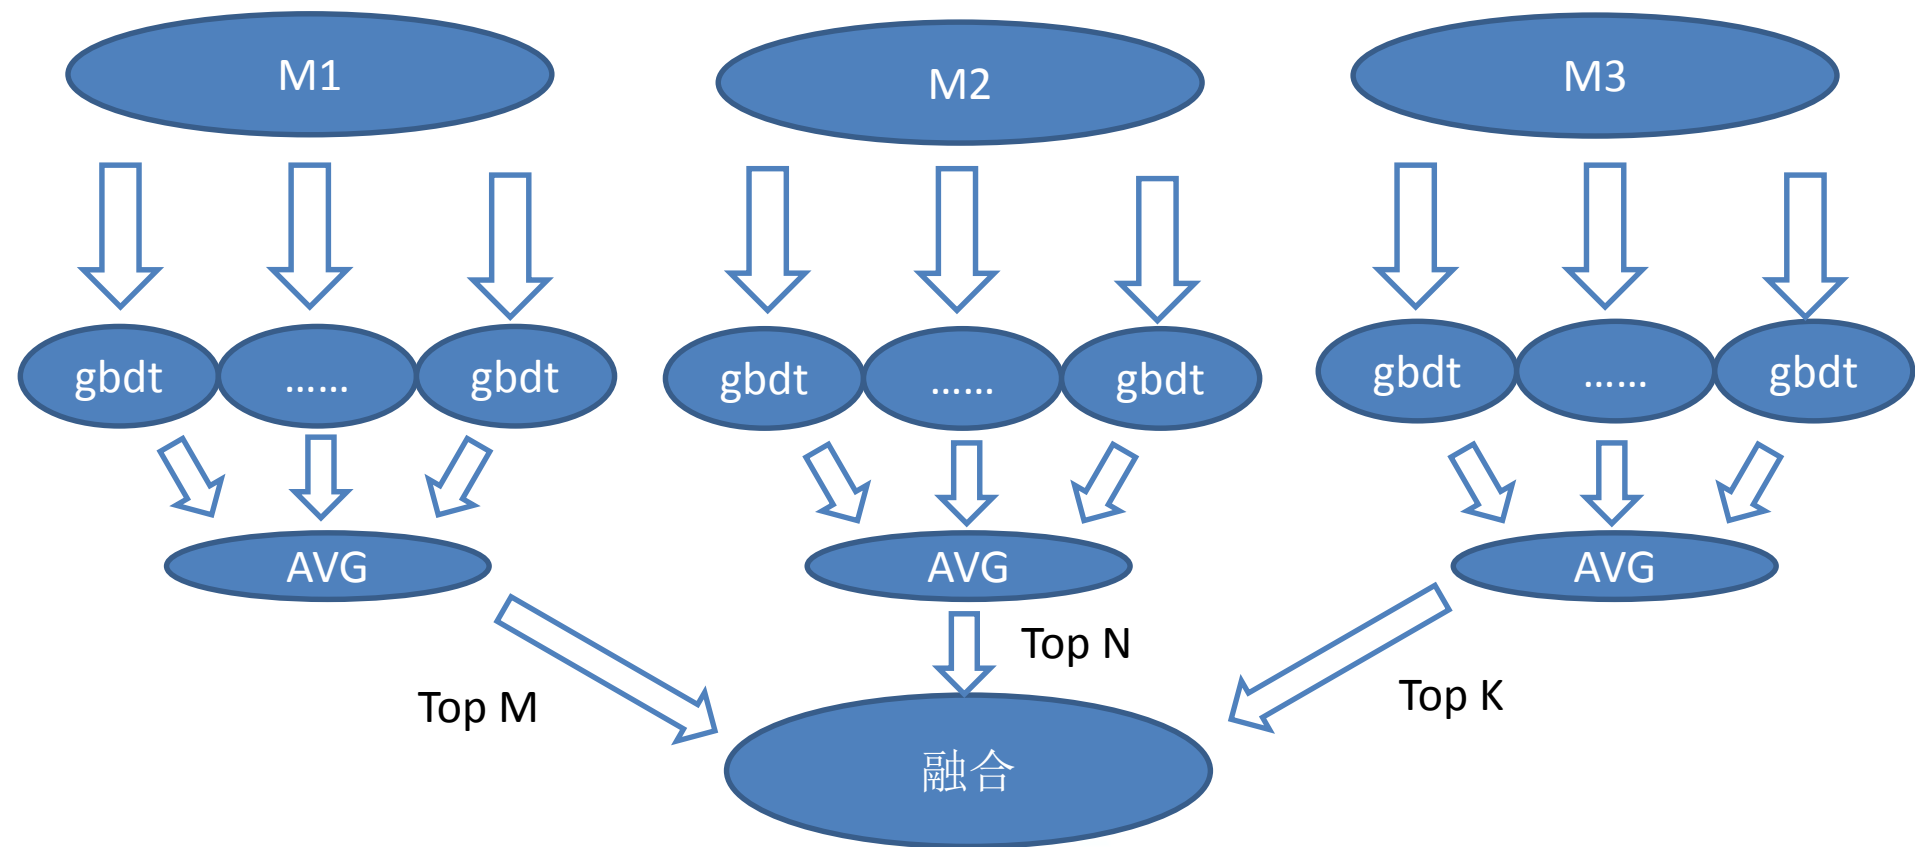 M1
M2
M3
gbdt
......
gbdt
gbdt
......
gbdt
gbdt
......
gbdt
AVG
AVG
AVG
Top M
Top N
Top K
融合